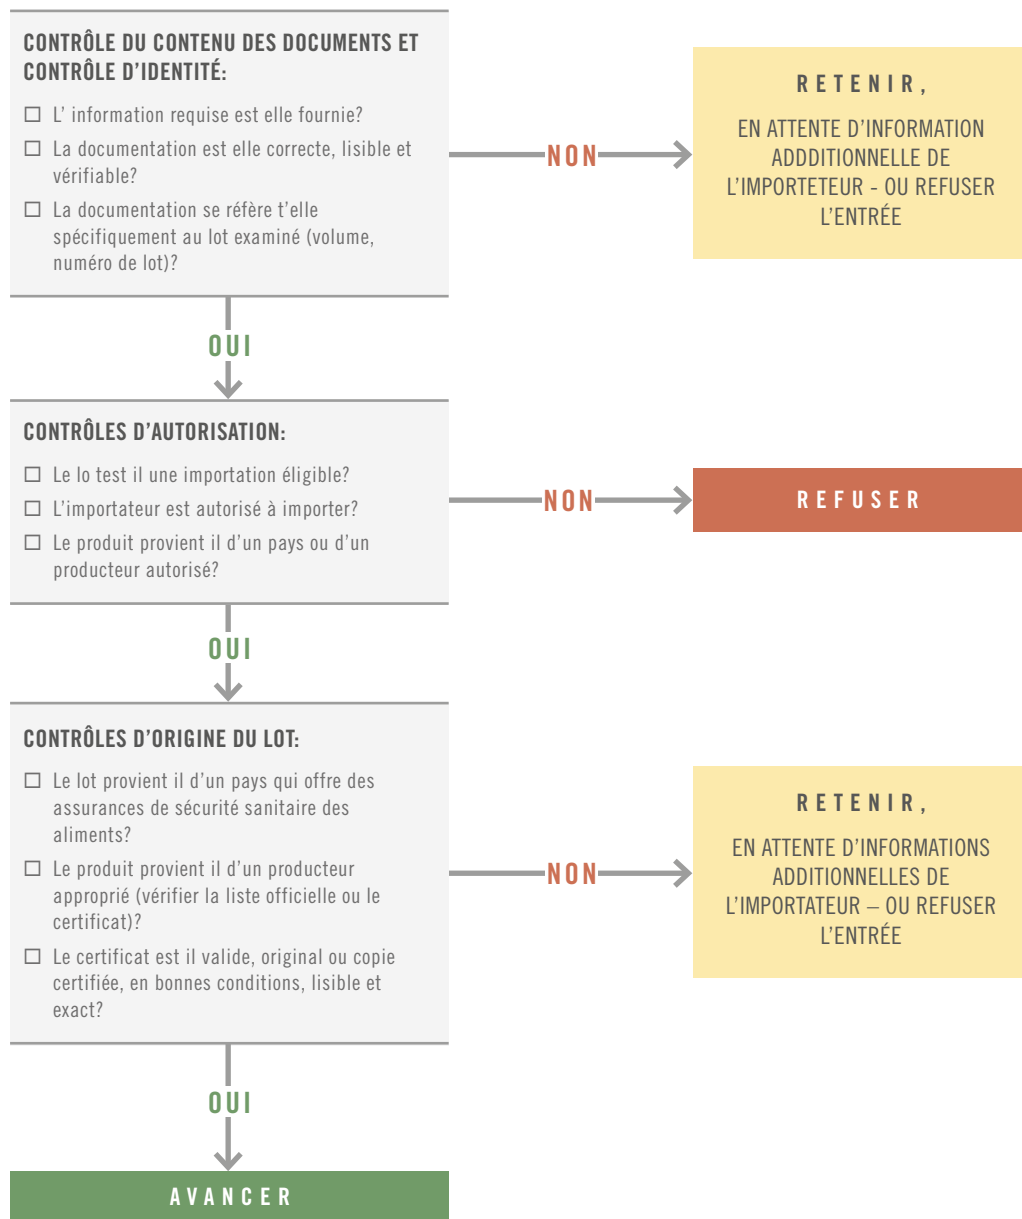 CONTRÔLE DU CONTENU DES DOCUMENTS ET
CONTRÔLE D'IDENTITÉ:
☐ L' information requise est elle fournie?
☐ La documentation est elle correcte, lisible et
vérifiable?
☐ La documentation se réfère t'elle
spécifiquement au lot examiné (volume,
numéro de lot)?
NON
RETENIR,
EN ATTENTE D'INFORMATION
ADDDITIONNELLE DE
L'IMPORTETEUR - OU REFUSER
L'ENTRÉE
OUI
CONTRÔLES D'AUTORISATION:
☐ Le lo test il une importation éligible?
☐ L'importateur est autorisé à importer?
☐ Le produit provient il d'un pays ou d'un
producteur autorisé?
NON
REFUSER
OUI
CONTRÔLES D'ORIGINE DU LOT:
☐ Le lot provient il d'un pays qui offre des
assurances de sécurité sanitaire des
aliments?
☐ Le produit provient il d'un producteur
approprié (vérifier la liste officielle ou le
certificat)?
☐ Le certificat est il valide, original ou copie
certifiée, en bonnes conditions, lisible et
exact?
NON
RETENIR,
EN ATTENTE D'INFORMATIONS
ADDITIONNELLES DE
L'IMPORTATEUR – OU REFUSER
L'ENTRÉE
OUI
AVANCER